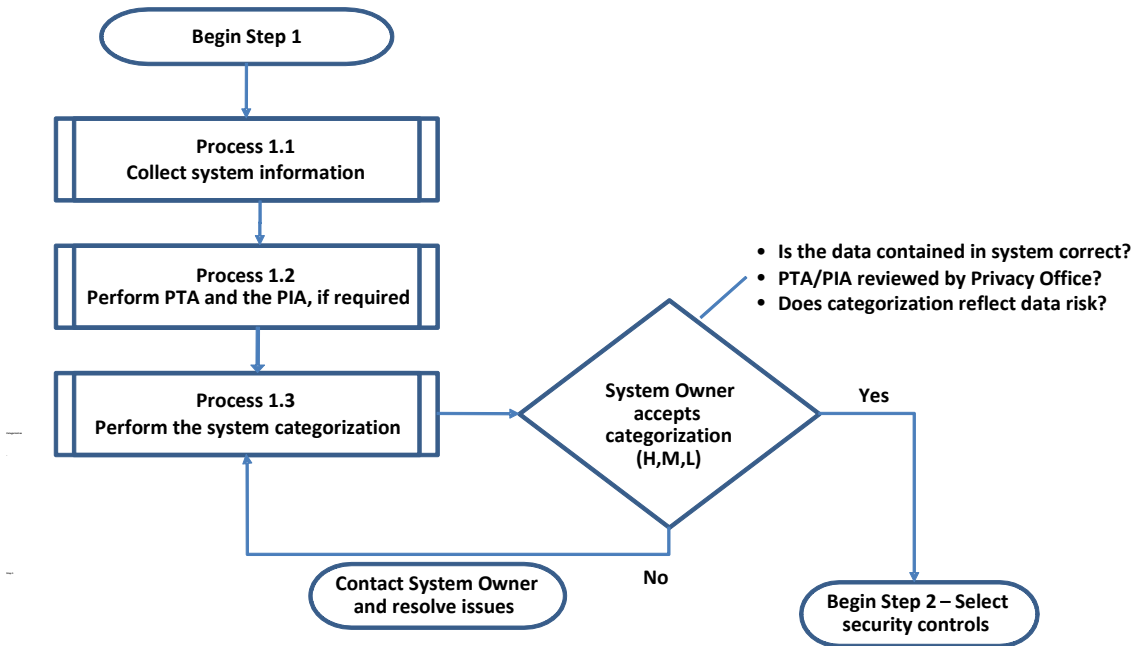 Begin Step 1
Process 1.1
Collect system information
Process 1.2
Perform PTA and the PIA, if required
Process 1.3
Perform the system categorization
• Is the data contained in system correct?
• PTA/PIA reviewed by Privacy Office?
• Does categorization reflect data risk?
System Owner
accepts
categorization
(H,M,L)
Yes
No
Contact System Owner
and resolve issues
Begin Step 2 – Select
security controls